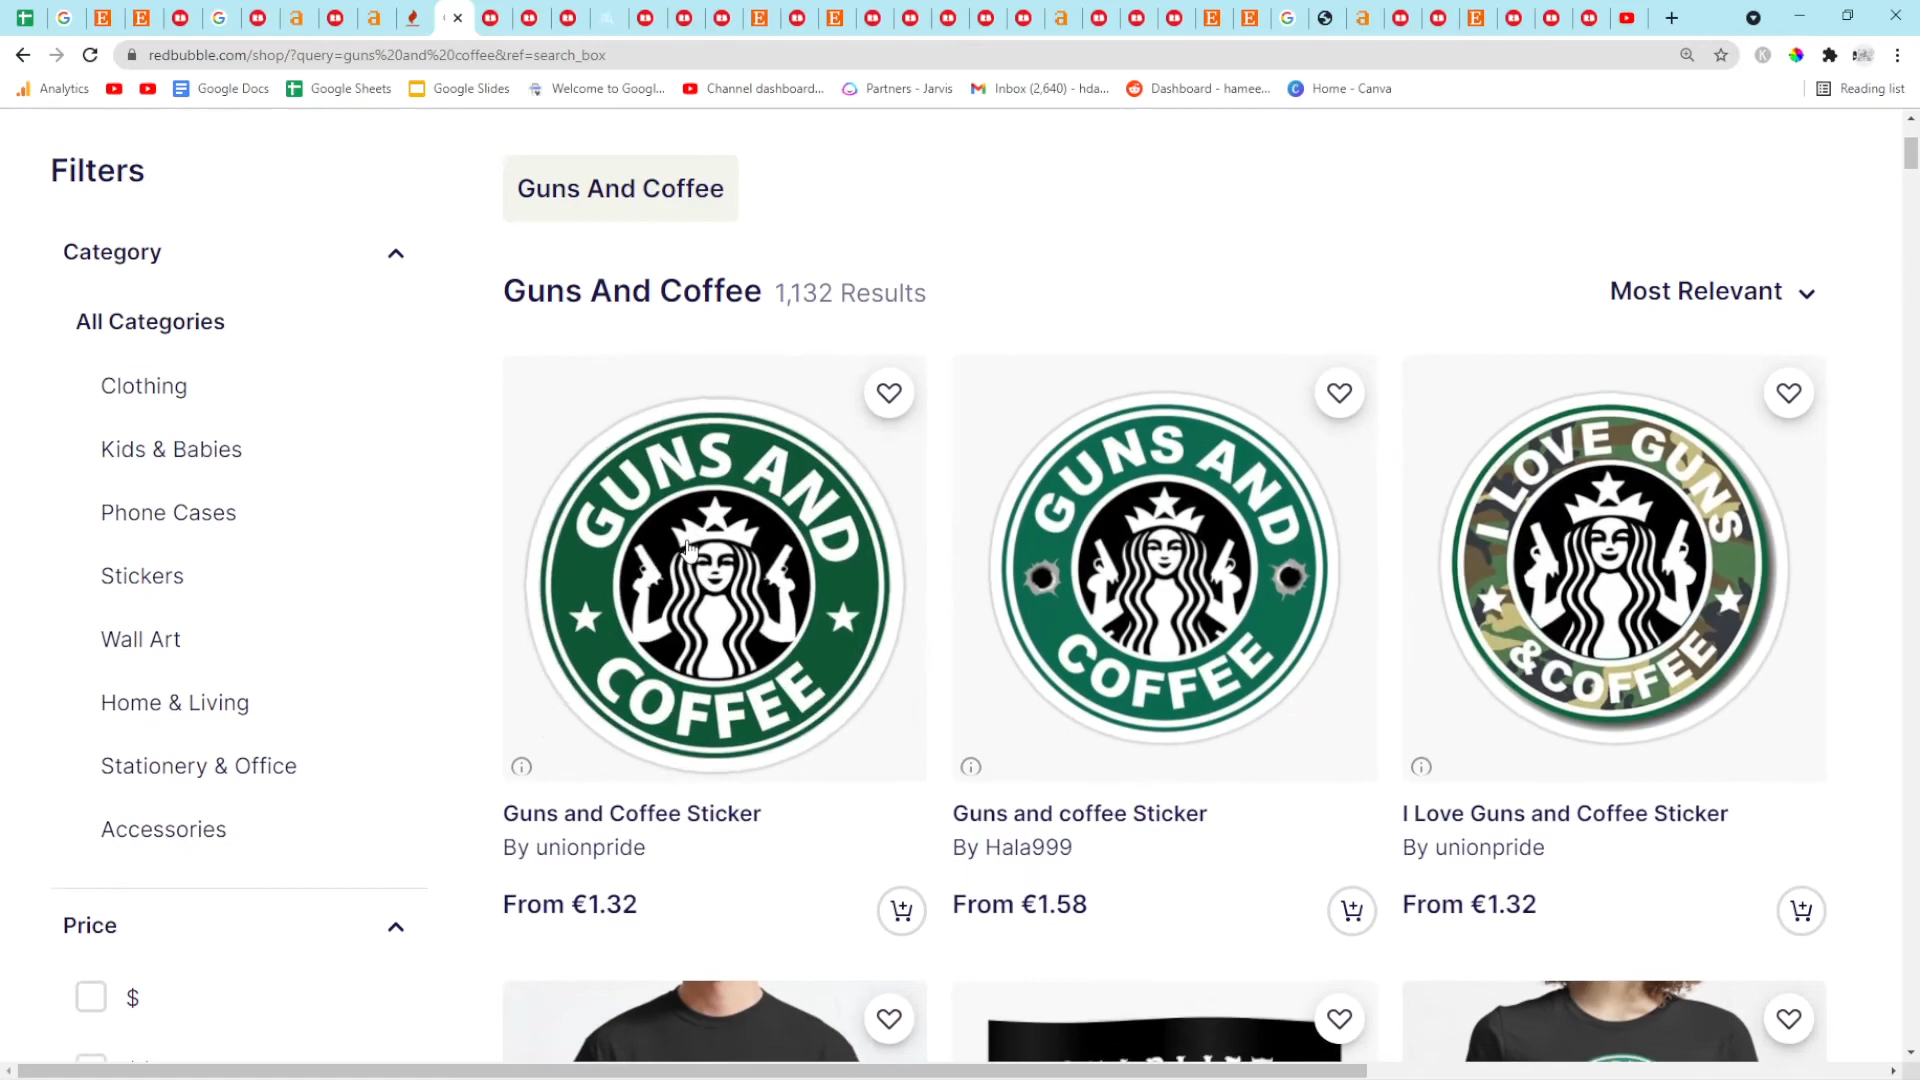 redbubble.com/shop/?query=guns%20and%20coffee&ref=search_box
Analytics
Google Docs
Google Sheets
Google Slides
Welcome to Googl...
Channel dashboard...
Partners - Jarvis
Inbox (2,640) - hda...
Dashboard - hamee...
Home - Canva
Reading list
Filters
Category
All Categories
Clothing
Kids & Babies
Phone Cases
Stickers
Wall Art
Home & Living
Stationery & Office
Accessories
Price
$
Guns And Coffee
Guns And Coffee 1,132 Results
Most Relevant
GUNS AND
COFFEE
GUNS AND
COFFEE
I LOVE GUNS
& COFFEE
Guns and Coffee Sticker
By unionpride
From €1.32
Guns and coffee Sticker
By Hala999
From €1.58
I Love Guns and Coffee Sticker
By unionpride
From €1.32